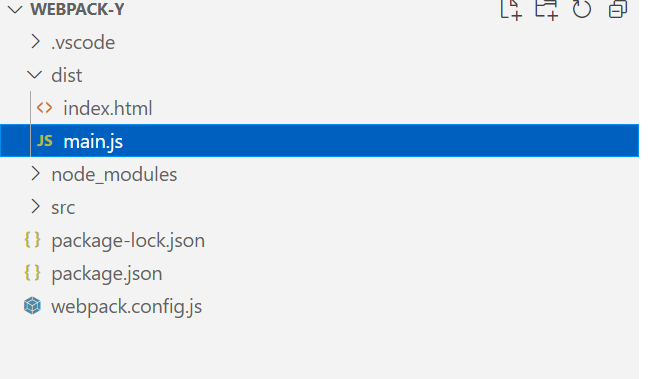 WEBPACK-Y
.vscode
dist
<> index.html
JS main.js
node_modules
src
{} package-lock.json
{} package.json
webpack.config.js